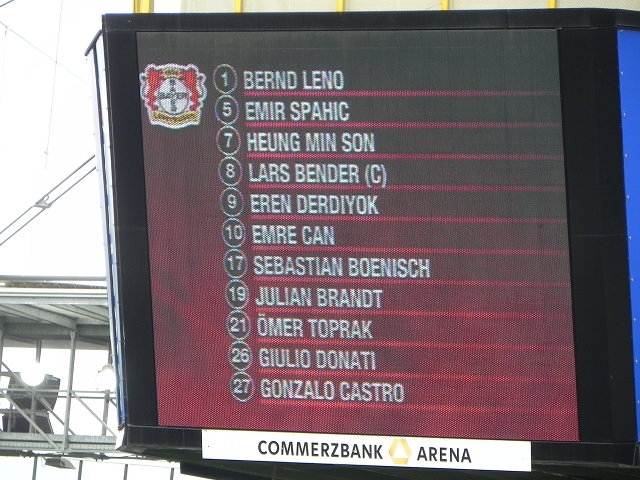 1 BERND LENO
5 EMIR SPAHIC
7 HEUNG MIN SON
8 LARS BENDER (C)
9 EREN DERDIYOK
10 EMRE CAN
17 SEBASTIAN BOENISCH
19 JULIAN BRANDT
21 ÖMER TOPRAK
26 GIULIO DONATI
27 GONZALO CASTRO
COMMERZBANK ARENA